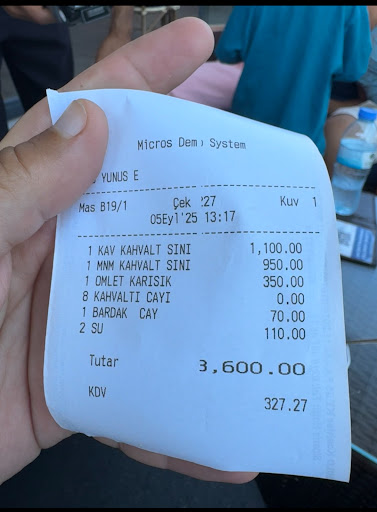 Micros Dem System
YUNUS E
Mas B19/1 Çek 227 Kuv 1
05Eyl'25 13:17
1 KAV KAHVALT SINI 1,100.00
1 MNM KAHVALT SINI 950.00
1 OMLET KARISIK 350.00
8 KAHVALTI CAYI 0.00
1 BARDAK CAY 70.00
2 SU 110.00
Tutar 3,600.00
KDV 327.27